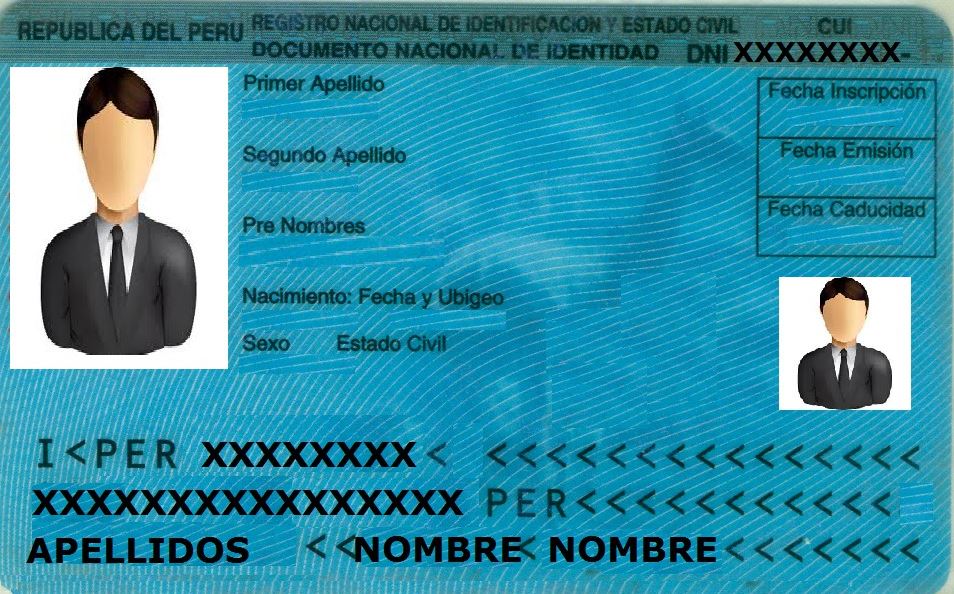 REPUBLICA DEL PERU
REGISTRO NACIONAL DE IDENTIFICACION Y ESTADO CIVIL
CUI
DOCUMENTO NACIONAL DE IDENTIDAD
DNI XXXXXXXX-
Primer Apellido
Fecha Inscripción
Segundo Apellido
Fecha Emisión
Pre Nombres
Fecha Caducidad
Nacimiento: Fecha y Ubigeo
Sexo Estado Civil
I<PER XXXXXXXX< <<<<<<<<<<<<<<<
XXXXXXXXXXXXXXXX PER<<<<<<<<<<<
APELLIDOS <<NOMBRE< NOMBRE<<<<<<<